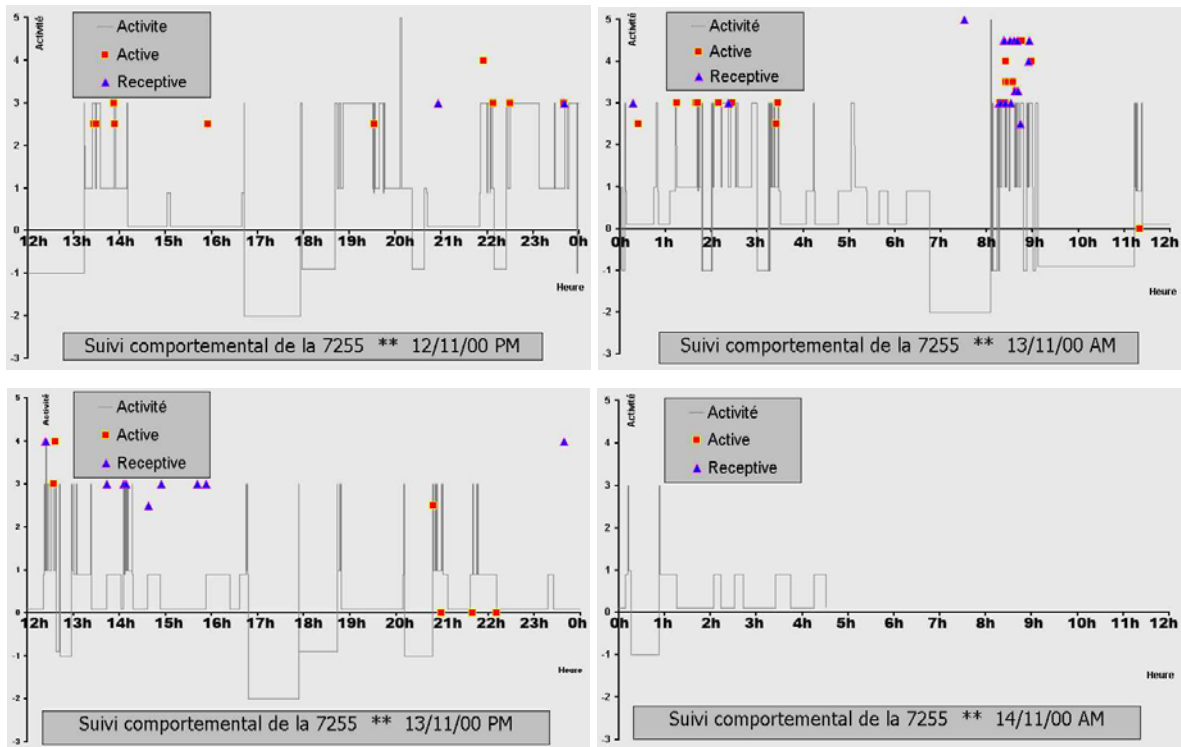 Activité
5
4
3
2
1
0
-1
-2
-3
Activite
Active
Receptive
12h 13h 14h 15h 16h 17h 18h 19h 20h 21h 22h 23h 0h
Heure
Suivi comportemental de la 7255 ** 12/11/00 PM
Activité
5
4
3
2
1
0
-1
-2
-3
Activite
Active
Receptive
0h 1h 2h 3h 4h 5h 6h 7h 8h 9h 10h 11h 12h
Heure
Suivi comportemental de la 7255 ** 13/11/00 AM
Activité
5
4
3
2
1
0
-1
-2
-3
Activité
Active
Receptive
12h 13h 14h 15h 16h 17h 18h 19h 20h 21h 22h 23h 0h
Heure
Suivi comportemental de la 7255 ** 13/11/00 PM
Activité
5
4
3
2
1
0
-1
-2
-3
Activité
Active
Receptive
0h 1h 2h 3h 4h 5h 6h 7h 8h 9h 10h 11h 12h
Heure
Suivi comportemental de la 7255 ** 14/11/00 AM